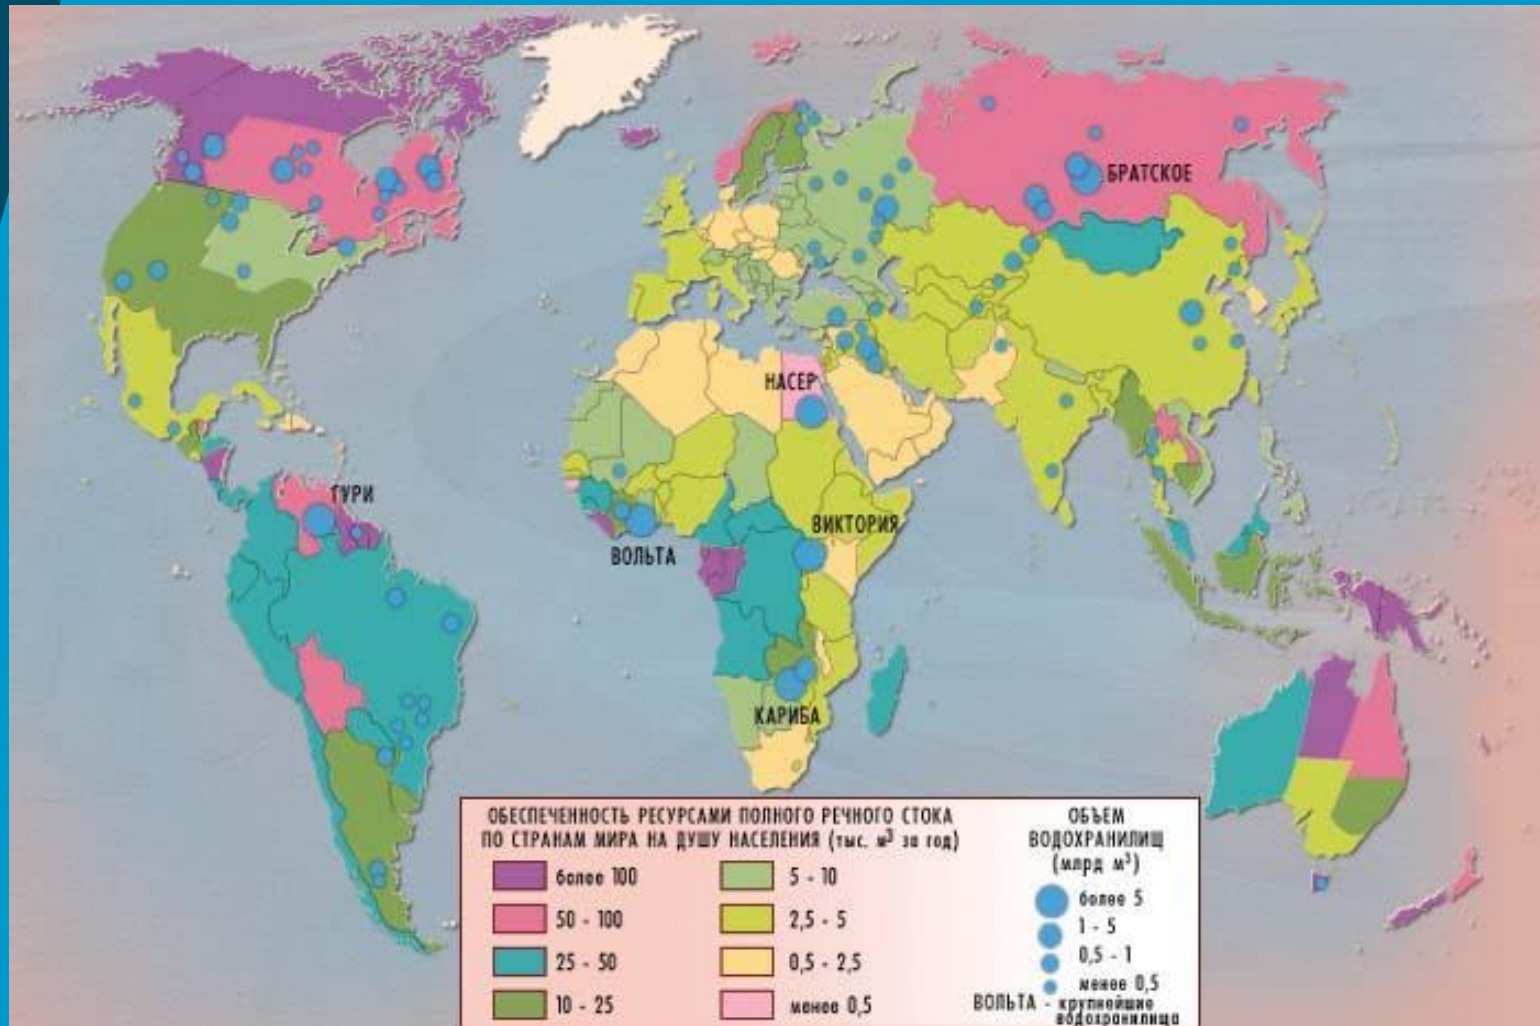 БРАТСКОЕ
НАСЕР
ГУРИ
ВИКТОРИЯ
ВОЛЬТА
КАРИБА
ОБЕСПЕЧЕННОСТЬ РЕСУРСАМИ ПОЛНОГО РЕЧНОГО СТОКА
ПО СТРАНАМ МИРА НА ДУШУ НАСЕЛЕНИЯ (тыс. м³ за год)
более 100
50 - 100
25 - 50
10 - 25
5 - 10
2,5 - 5
0,5 - 2,5
менее 0,5
ОБЪЕМ
ВОДОХРАНИЛИЩ
(млрд м³)
более 5
1 - 5
0,5 - 1
менее 0,5
ВОЛЬТА - крупнейшие
водохранилища